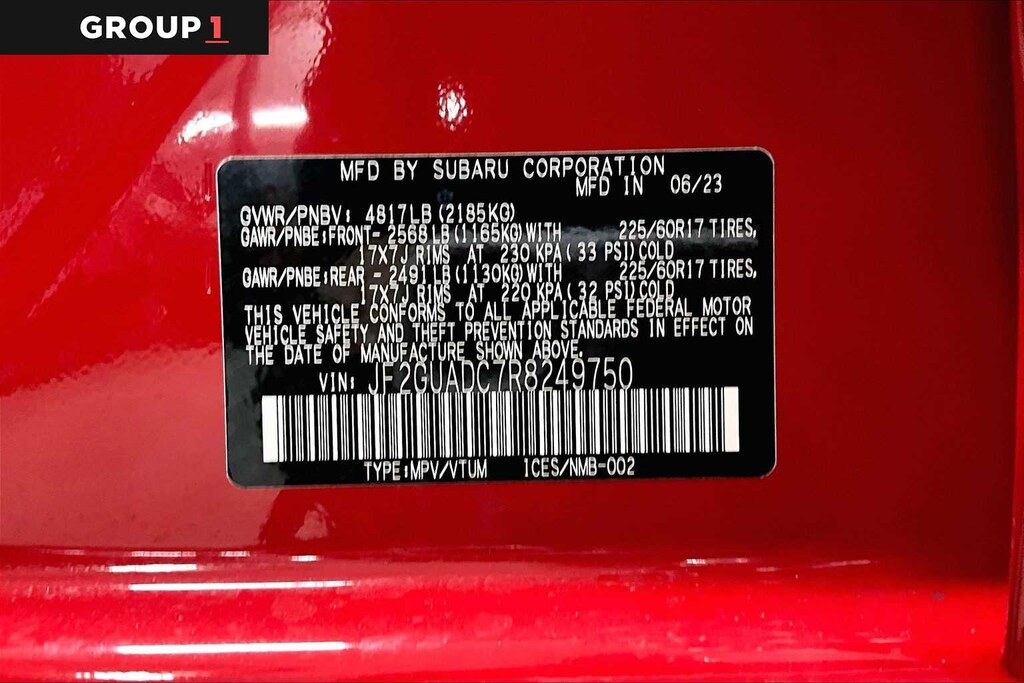 GROUP 1
MFD BY SUBARU CORPORATION
MFD IN 06/23
GVWR/PNBV: 4817LB (2185KG)
GAWR/PNBE:FRONT- 2568LB (1165KG) WITH 225/60R17 TIRES,
17X7J RIMS AT 230 KPA (33 PSI) COLD
GAWR/PNBE:REAR - 2491LB (1130KG) WITH 225/60R17 TIRES,
17X7J RIMS AT 220 KPA (32 PSI) COLD
THIS VEHICLE CONFORMS TO ALL APPLICABLE FEDERAL MOTOR
VEHICLE SAFETY AND THEFT PREVENTION STANDARDS IN EFFECT ON
THE DATE OF MANUFACTURE SHOWN ABOVE.
VIN: JF2GUADC7R8249750
TYPE:MPV/VTUM ICES/NMB-002